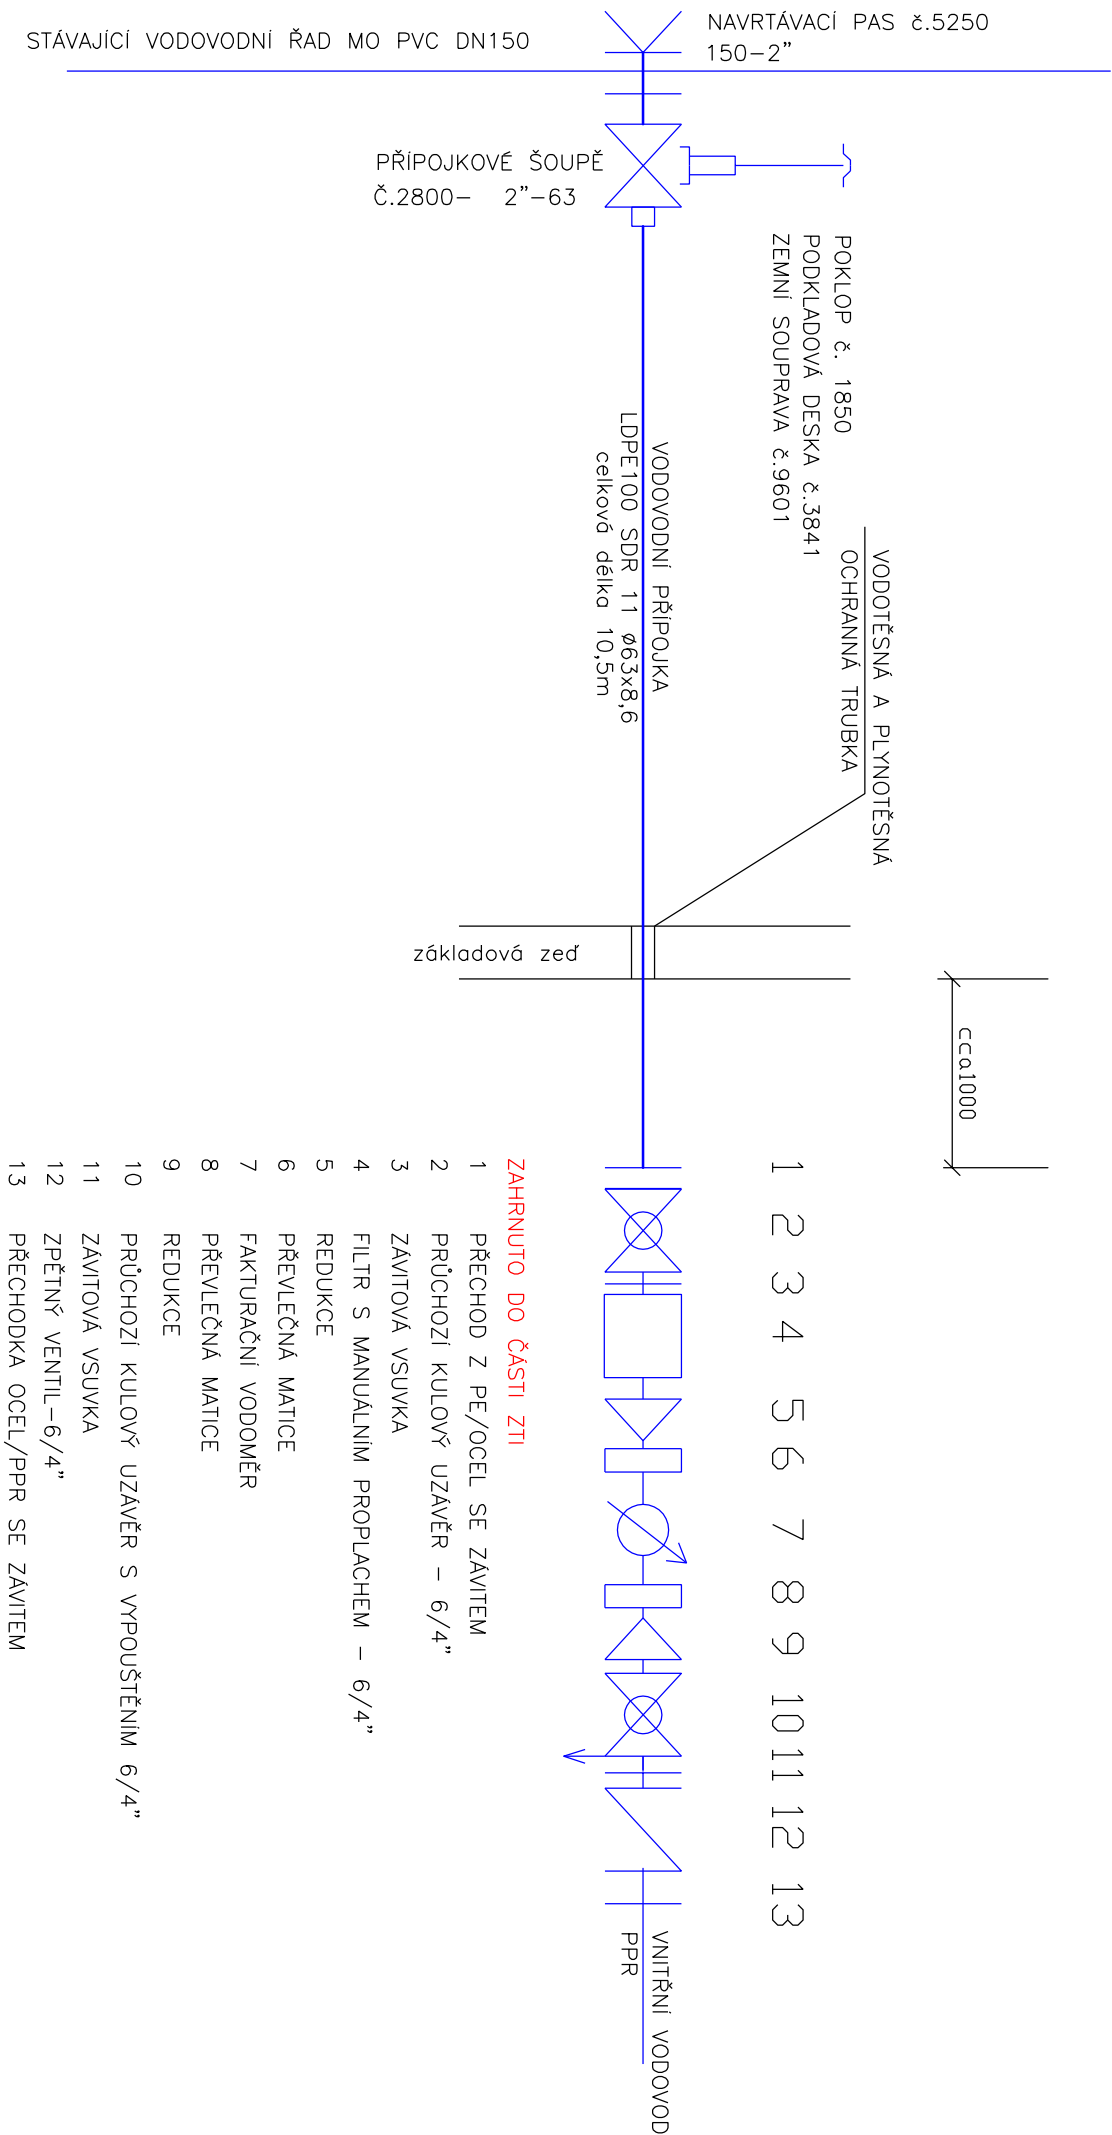 STÁVAJÍCÍ VODOVODNÍ ŘAD MO PVC DN150
NAVRTÁVACÍ PAS č.5250
150-2”
PŘÍPOJKOVÉ ŠOUPĚ
Č.2800- 2”-63
POKLOP č. 1850
PODKLADOVÁ DESKA č.3841
ZEMNÍ SOUPRAVA č.9601
VODOVODNÍ PŘÍPOJKA
LDPE100 SDR 11 Ø63x8,6
celková délka 10,5m
VODOTĚSNÁ A PLYNOTĚSNÁ
OCHRANNÁ TRUBKA
základová zeď
cca1000
1 2 3 4 5 6 7 8 9 10 11 12 13
VNITŘNÍ VODOVOD
PPR
ZAHRNUTO DO ČÁSTI ZTI
1 PŘECHOD Z PE/OCEL SE ZÁVITEM
2 PRŮCHOZÍ KULOVÝ UZÁVĚR - 6/4”
3 ZÁVITOVÁ VSUVKA
4 FILTR S MANUÁLNÍM PROPLACHEM - 6/4”
5 REDUKCE
6 PŘEVLEČNÁ MATICE
7 FAKTURAČNÍ VODOMĚR
8 PŘEVLEČNÁ MATICE
9 REDUKCE
10 PRŮCHOZÍ KULOVÝ UZÁVĚR S VYPOUŠTĚNÍM 6/4”
11 ZÁVITOVÁ VSUVKA
12 ZPĚTNÝ VENTIL-6/4”
13 PŘECHODKA OCEL/PPR SE ZÁVITEM